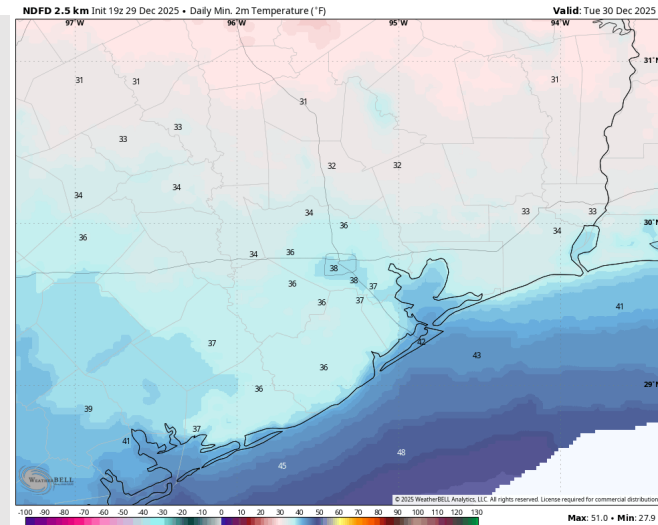 NDFD 2.5 km Init 19z 29 Dec 2025 • Daily Min. 2m Temperature (°F)
Valid: Tue 30 Dec 2025
97°W 96°W 95°W 94°W
31°N
31 31 31
31
33 33
32 32
34 34
34 33 33
36 36 34 30°N
34 36
38
36 38 37
36 37
41
37 42
43
36
36 29°N
39
37
41
45 48
WEATHERBELL
© 2025 WeatherBELL Analytics, LLC. All rights reserved. License required for commercial distribution
-100 -90 -80 -70 -60 -50 -40 -30 -20 -10 0 10 20 30 40 50 60 70 80 90 100 110 120 130
Max: 51.0 • Min: 27.9